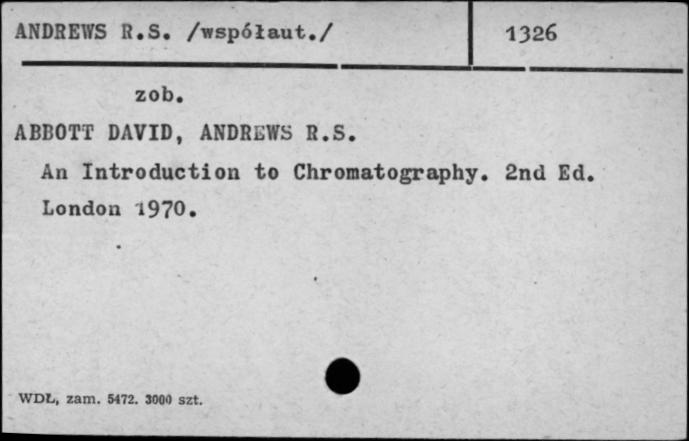 ANDREWS R.S. /współaut./ 1326
zob.
ABBOTT DAVID, ANDREWS R.S.
An Introduction to Chromatography. 2nd Ed.
London 1970.
WDŁ, zam. 5472. 3000 szt.